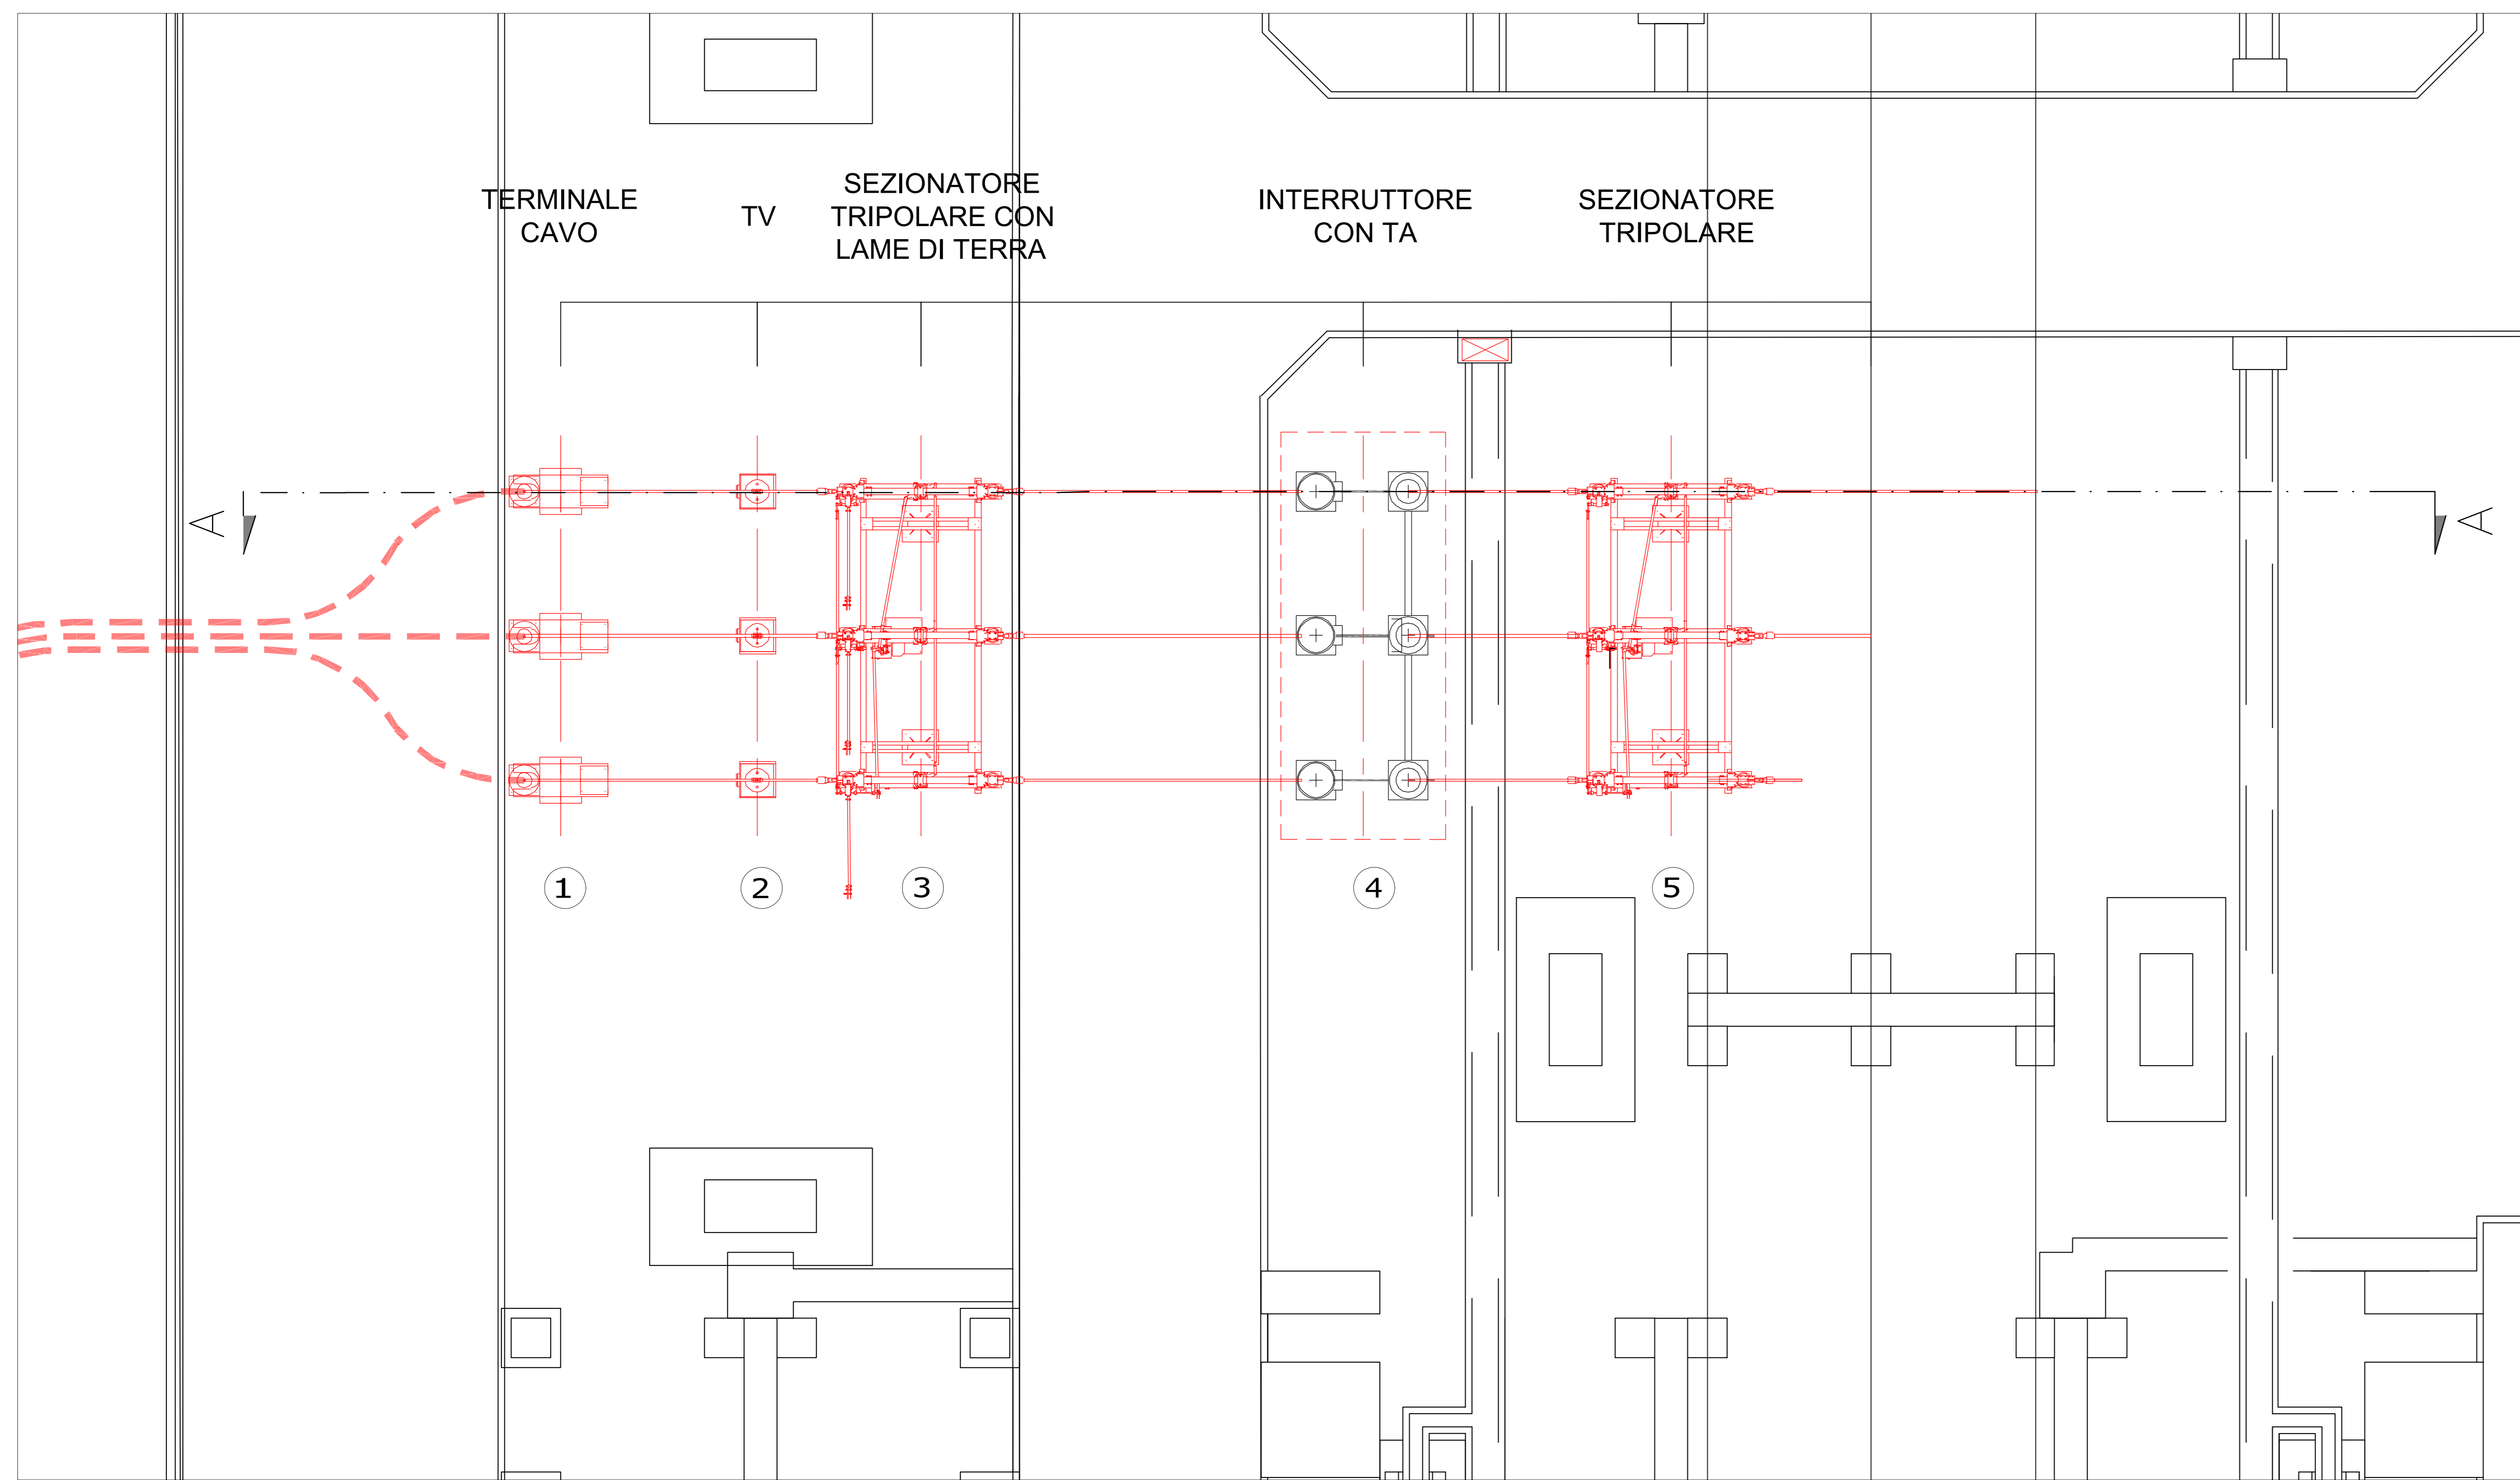 TERMINALE
CAVO
TV
SEZIONATORE
TRIPOLARE CON
LAME DI TERRA
INTERRUTTORE
CON TA
SEZIONATORE
TRIPOLARE
A
A
1
2
3
4
5